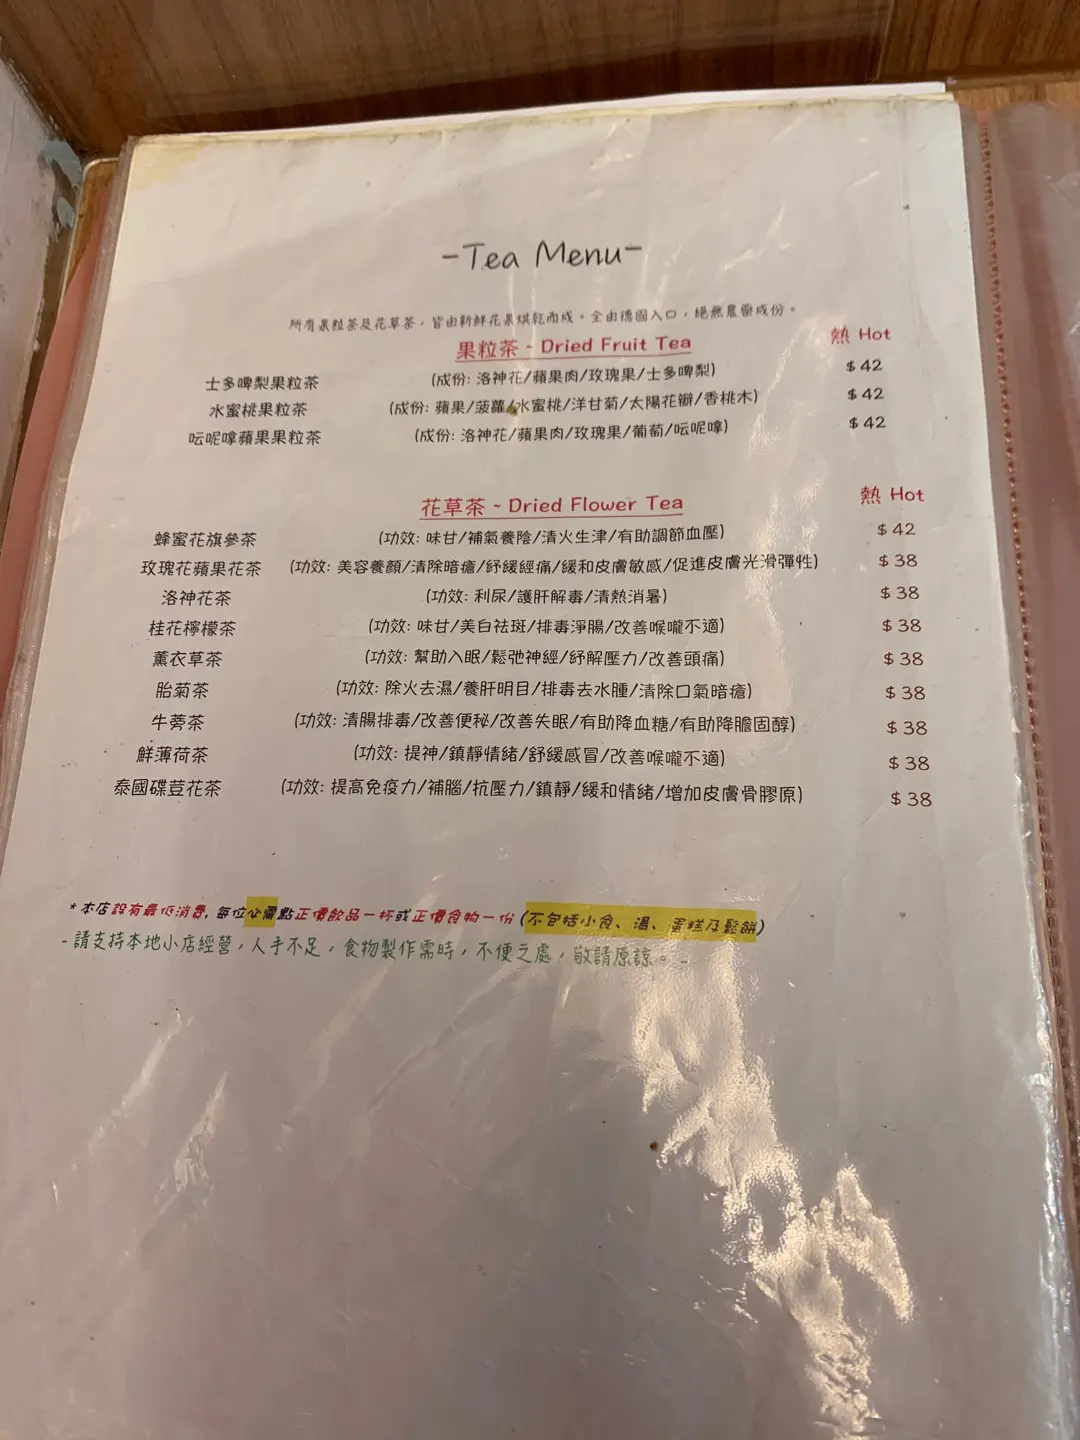 -Tea Menu-
所有果粒茶及花草茶，皆由新鮮花果烘乾而成。全由德國入口，絕無農藥成份。
果粒茶 ~ Dried Fruit Tea 熱 Hot
士多啤梨果粒茶 (成份: 洛神花/蘋果肉/玫瑰果/士多啤梨) $42
水蜜桃果粒茶 (成份: 蘋果/菠蘿/水蜜桃/洋甘菊/太陽花瓣/香桃木) $42
呍呢嗱蘋果果粒茶 (成份: 洛神花/蘋果肉/玫瑰果/葡萄/呍呢嗱) $42
花草茶 ~ Dried Flower Tea 熱 Hot
蜂蜜花旗參茶 (功效: 味甘/補氣養陰/清火生津/有助調節血壓) $42
玫瑰花蘋果花茶 (功效: 美容養顏/清除暗瘡/紓緩經痛/緩和皮膚敏感/促進皮膚光滑彈性) $38
洛神花茶 (功效: 利尿/護肝解毒/清熱消暑) $38
桂花檸檬茶 (功效: 味甘/美白祛斑/排毒淨腸/改善喉嚨不適) $38
薰衣草茶 (功效: 幫助入眠/鬆弛神經/紓解壓力/改善頭痛) $38
胎菊茶 (功效: 除火去濕/養肝明目/排毒去水腫/清除口氣暗瘡) $38
牛蒡茶 (功效: 清腸排毒/改善便秘/改善失眠/有助降血糖/有助降膽固醇) $38
鮮薄荷茶 (功效: 提神/鎮靜情緒/舒緩感冒/改善喉嚨不適) $38
泰國碟荳花茶 (功效: 提高免疫力/補腦/抗壓力/鎮靜/緩和情緒/增加皮膚骨膠原) $38
*本店設有最低消費, 每位必需點正價飲品一杯或正價食物一份 (不包括小食、湯、蛋糕及鬆餅)
- 請支持本地小店經營，人手不足，食物製作需時，不便之處，敬請原諒。 -